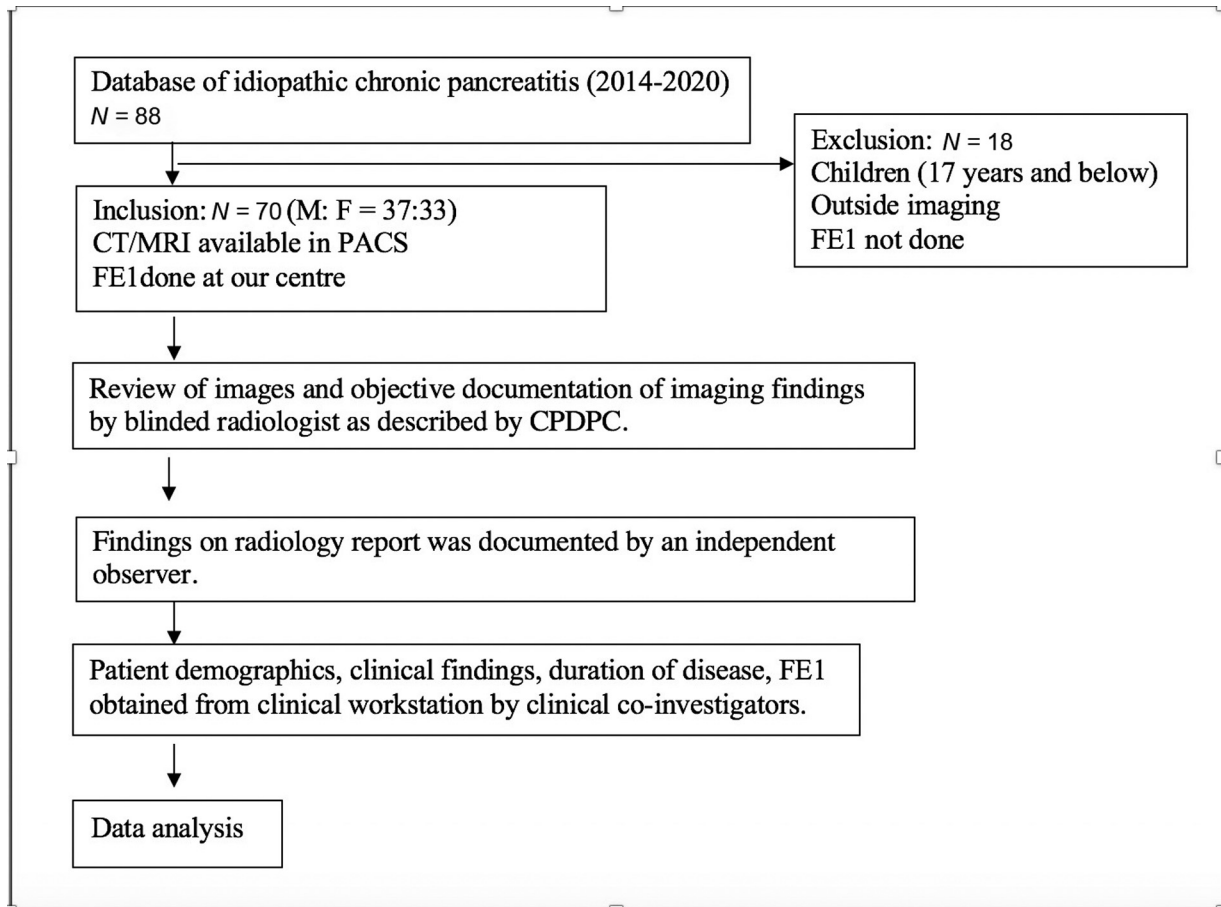 Database of idiopathic chronic pancreatitis (2014-2020)
N = 88
Exclusion: N = 18
Children (17 years and below)
Outside imaging
FE1 not done
Inclusion: N = 70 (M: F = 37:33)
CT/MRI available in PACS
FE1done at our centre
Review of images and objective documentation of imaging findings
by blinded radiologist as described by CPDPC.
Findings on radiology report was documented by an independent
observer.
Patient demographics, clinical findings, duration of disease, FE1
obtained from clinical workstation by clinical co-investigators.
Data analysis